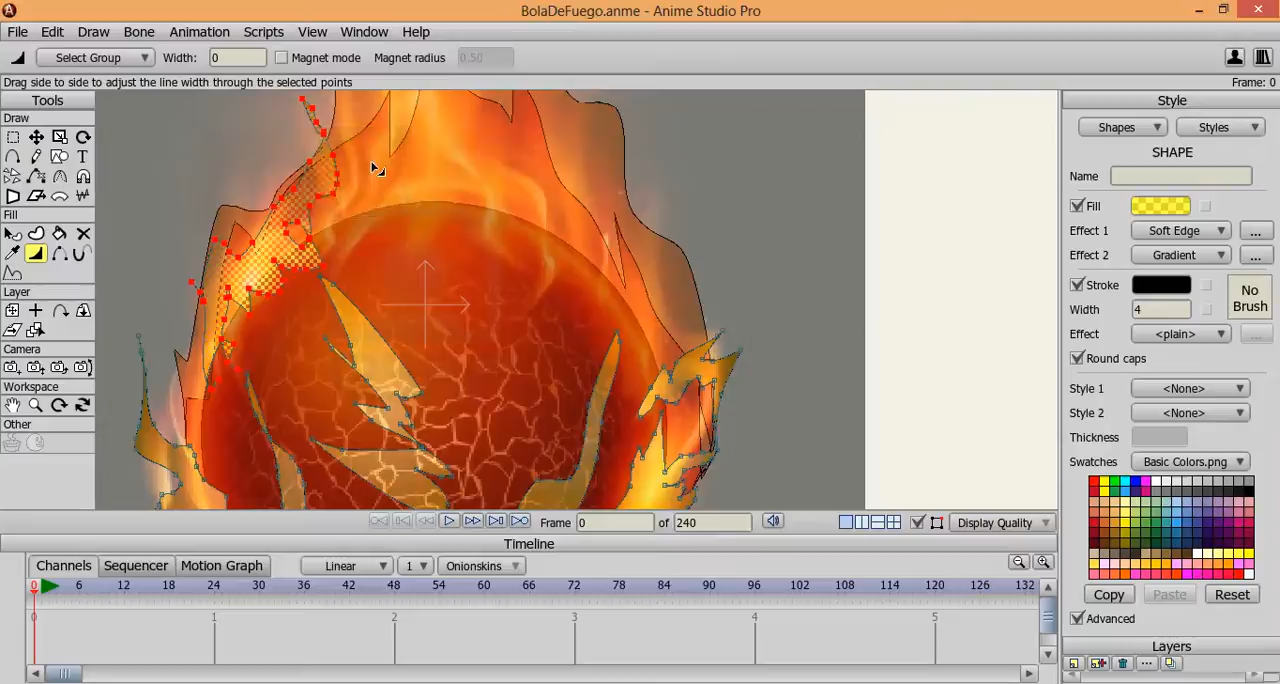 BolaDeFuego.anme - Anime Studio Pro
File Edit Draw Bone Animation Scripts View Window Help
Select Group Width: 0 Magnet mode Magnet radius 0.50
Drag side to side to adjust the line width through the selected points Frame: 0
Tools
Draw
T
Fill
Layer
Camera
Workspace
Other
Style
Shapes Styles
SHAPE
Name
Fill
Effect 1 Soft Edge ...
Effect 2 Gradient ...
Stroke
No Brush
Width 4
Effect <plain> ...
Round caps
Style 1 <None>
Style 2 <None>
Thickness
Swatches Basic Colors.png
Copy Paste Reset
Advanced
Layers
Frame 0 of 240 Display Quality
Timeline
Channels Sequencer Motion Graph Linear 1 Onionskins
0 6 12 18 24 30 36 42 48 54 60 66 72 78 84 90 96 102 108 114 120 126 132
0 1 2 3 4 5